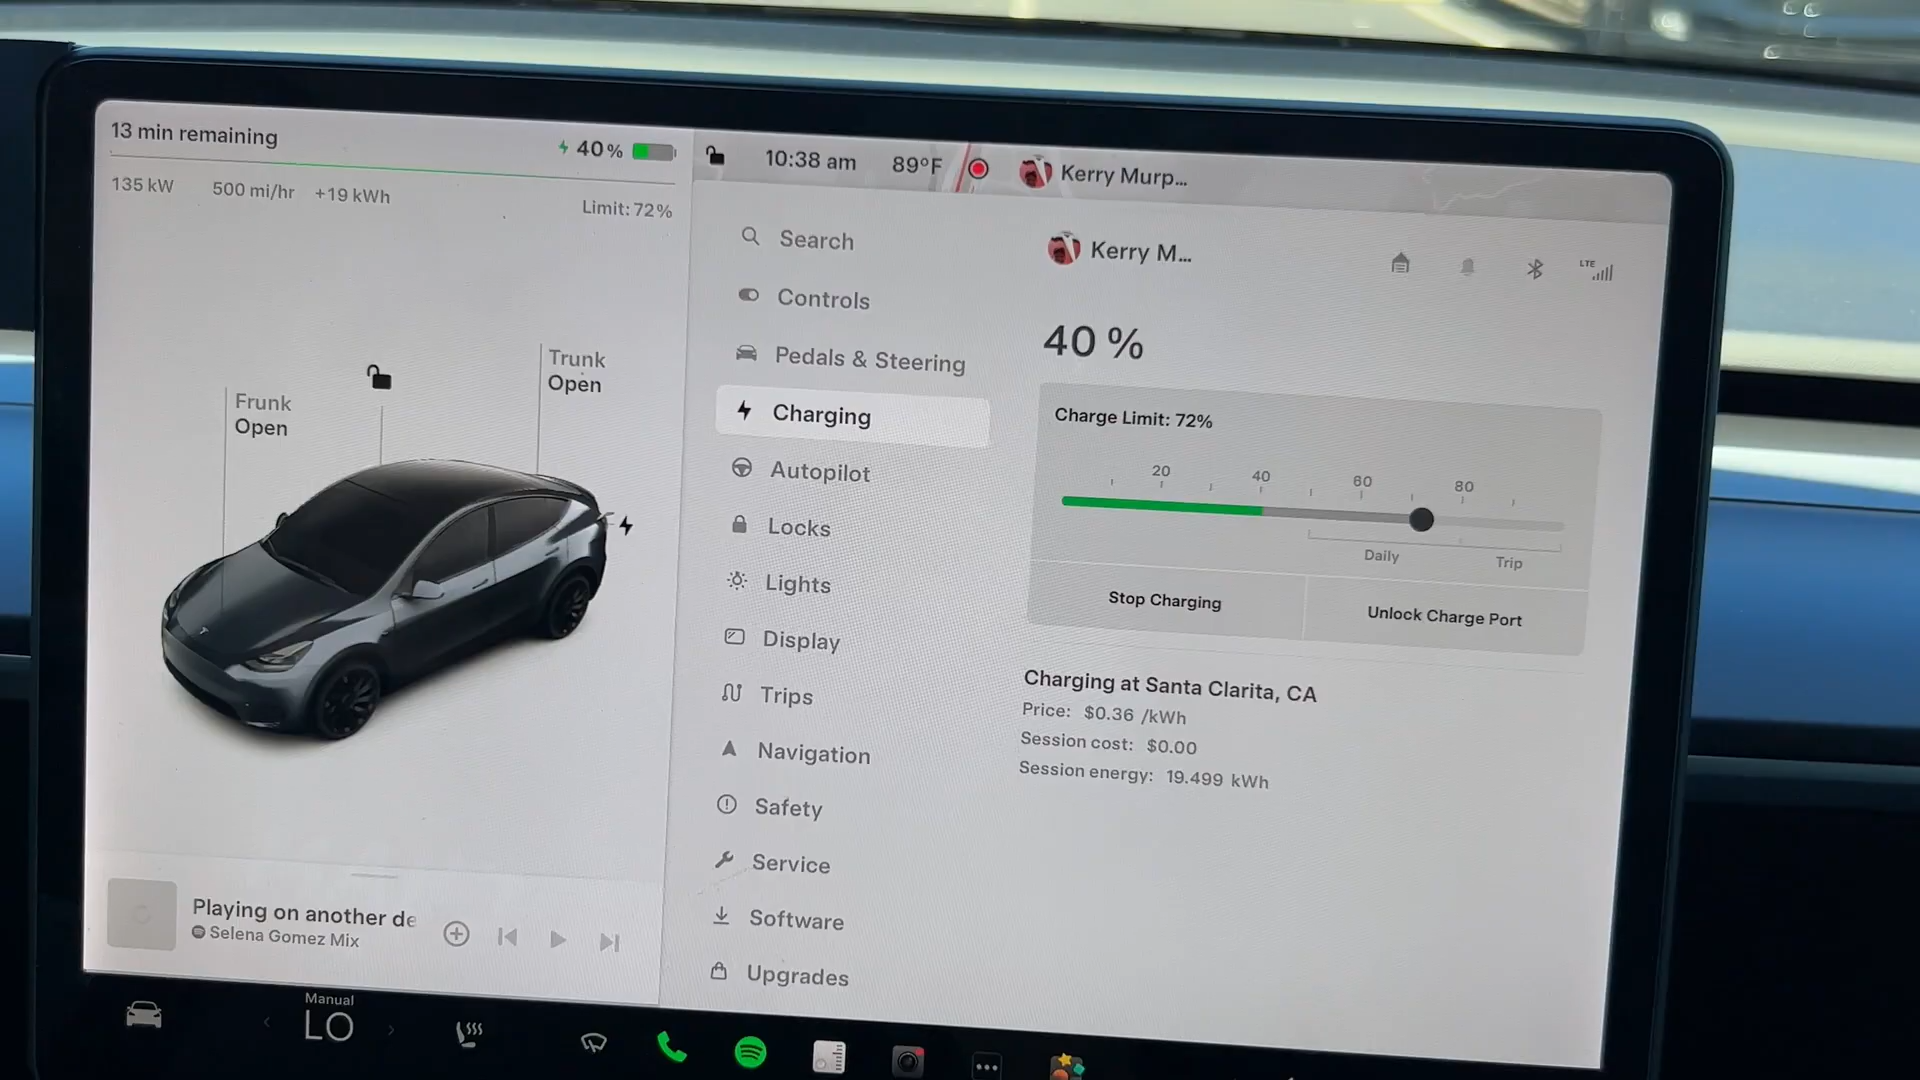 13 min remaining
40%
135 kW
500 mi/hr
+19 kWh
Limit: 72%
10:38 am
89°F
Kerry Murp...
Frunk
Open
Trunk
Open
Playing on another de
Selena Gomez Mix
Search
Controls
Pedals & Steering
Charging
Autopilot
Locks
Lights
Display
Trips
Navigation
Safety
Service
Software
Upgrades
Kerry M...
LTE
40 %
Charge Limit: 72%
20
40
60
80
Daily
Trip
Stop Charging
Unlock Charge Port
Charging at Santa Clarita, CA
Price: $0.36 /kWh
Session cost: $0.00
Session energy: 19.499 kWh
Manual
LO